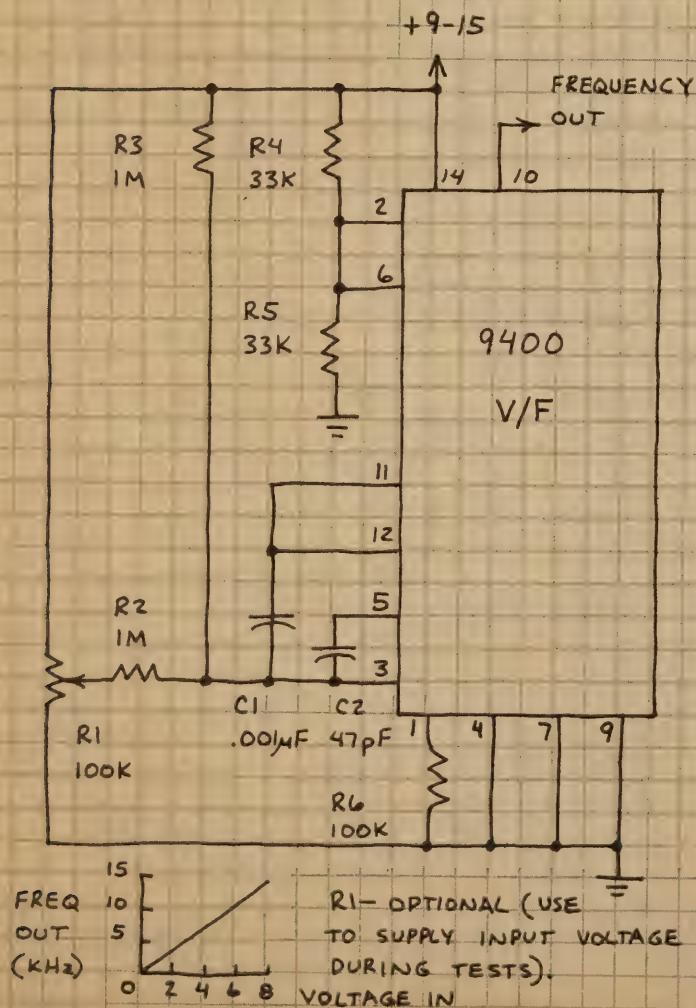 +9-15
FREQUENCY
OUT
R3
1M
R4
33K
14
10
2
6
R5
33K
9400
V/F
11
12
5
3
R2
1M
C1
.001µF
C2
47pF
R1
100K
1
4
7
9
R6
100K
FREQ
OUT
(KHz)
15
10
5
0 2 4 6 8
VOLTAGE IN
R1- OPTIONAL (USE
TO SUPPLY INPUT VOLTAGE
DURING TESTS).